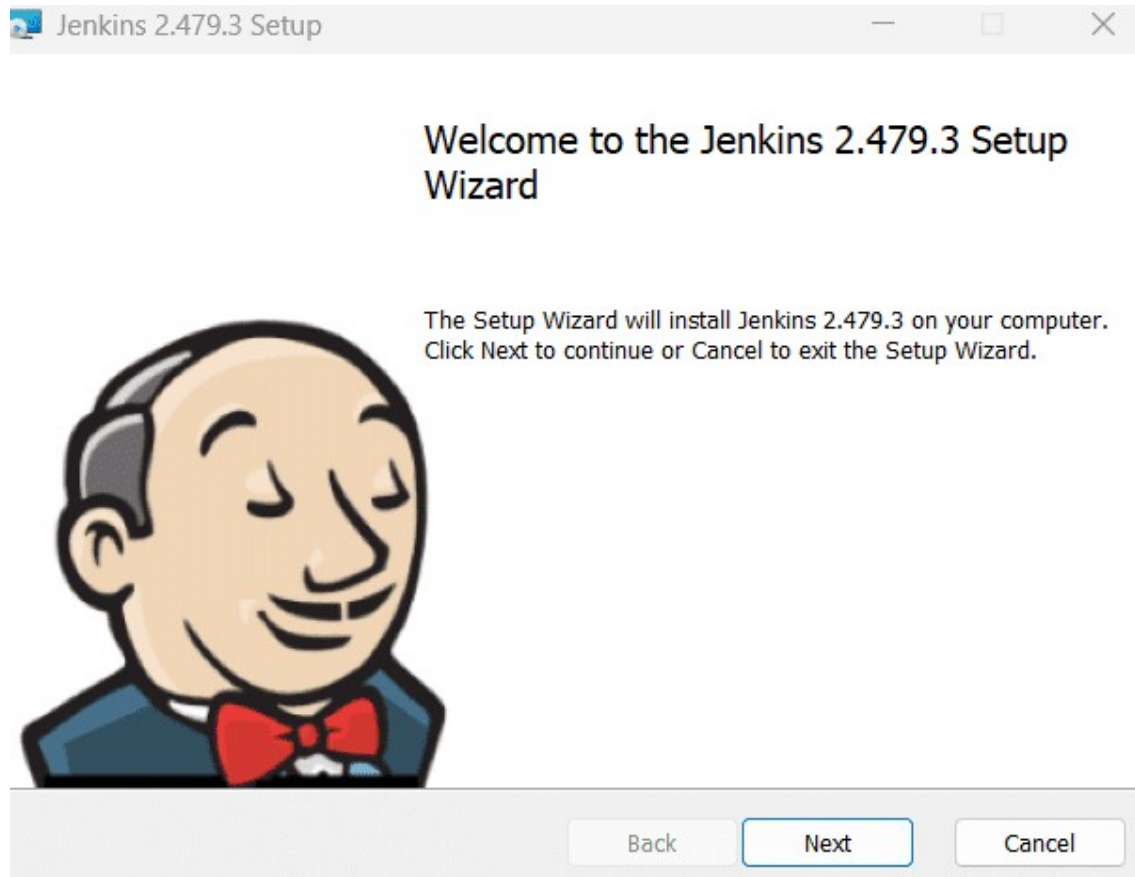 Jenkins 2.479.3 Setup
Welcome to the Jenkins 2.479.3 Setup
Wizard
The Setup Wizard will install Jenkins 2.479.3 on your computer.
Click Next to continue or Cancel to exit the Setup Wizard.
Back Next Cancel